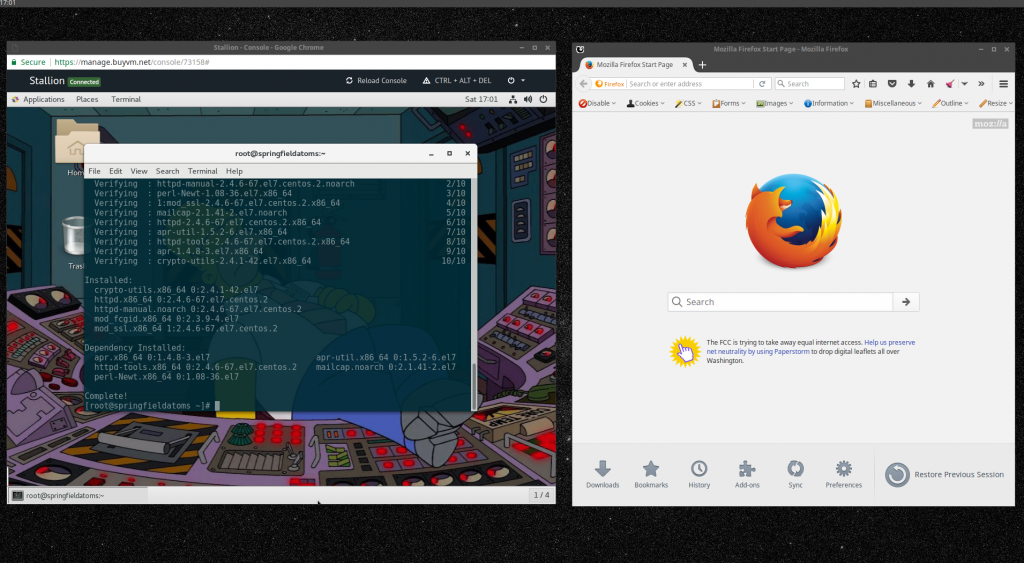 17:01
Stallion - Console - Google Chrome
Secure | https://manage.buyvm.net/console/73158#
Stallion Connected Reload Console CTRL + ALT + DEL
Applications Places Terminal Sat 17:01
Hom
Trash
root@springfieldatoms:~
File Edit View Search Terminal Help
Verifying : httpd-manual-2.4.6-67.el7.centos.2.noarch 2/10
Verifying : perl-Newt-1.08-36.el7.x86_64 3/10
Verifying : 1:mod_ssl-2.4.6-67.el7.centos.2.x86_64 4/10
Verifying : mailcap-2.1.41-2.el7.noarch 5/10
Verifying : httpd-2.4.6-67.el7.centos.2.x86_64 6/10
Verifying : apr-util-1.5.2-6.el7.x86_64 7/10
Verifying : httpd-tools-2.4.6-67.el7.centos.2.x86_64 8/10
Verifying : apr-1.4.8-3.el7.x86_64 9/10
Verifying : crypto-utils-2.4.1-42.el7.x86_64 10/10
Installed:
crypto-utils.x86_64 0:2.4.1-42.el7
httpd.x86_64 0:2.4.6-67.el7.centos.2
httpd-manual.noarch 0:2.4.6-67.el7.centos.2
mod_fcgid.x86_64 0:2.3.9-4.el7
mod_ssl.x86_64 1:2.4.6-67.el7.centos.2
Dependency Installed:
apr.x86_64 0:1.4.8-3.el7 apr-util.x86_64 0:1.5.2-6.el7
httpd-tools.x86_64 0:2.4.6-67.el7.centos.2 mailcap.noarch 0:2.1.41-2.el7
perl-Newt.x86_64 0:1.08-36.el7
Complete!
[root@springfieldatoms ~]#
root@springfieldatoms:~ 1 / 4
Mozilla Firefox Start Page - Mozilla Firefox
Mozilla Firefox Start Page
Firefox Search or enter address Search
Disable Cookies CSS Forms Images Information Miscellaneous Outline Resize
moz://a
Search
The FCC is trying to take away equal internet access. Help us preserve
net neutrality by using Paperstorm to drop digital leaflets all over
Washington.
Downloads Bookmarks History Add-ons Sync Preferences Restore Previous Session